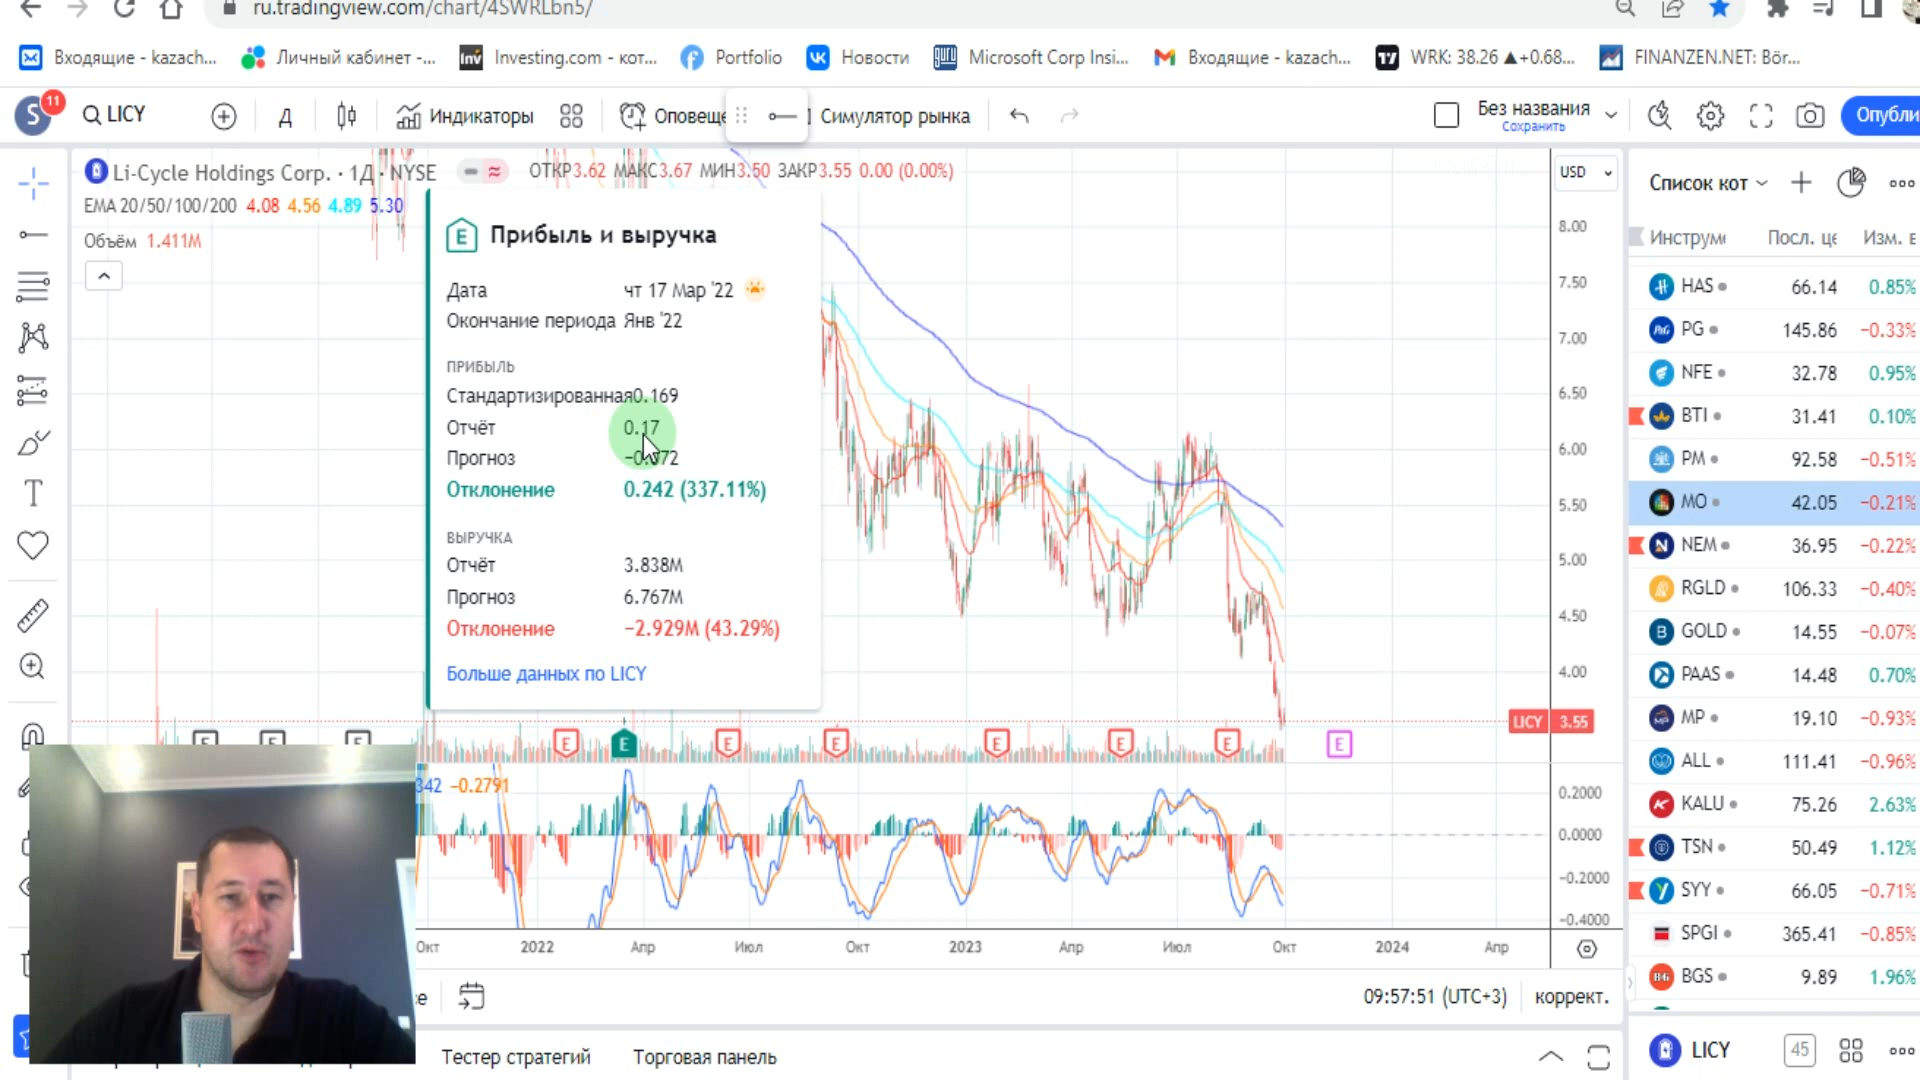 ru.tradingview.com/chart/4SWRLbn5/
Входящие - kazach...
Личный кабинет -...
Investing.com - кот...
Portfolio
Новости
Microsoft Corp Insi...
Входящие - kazach...
WRK: 38.26 ▲+0.68...
FINANZEN.NET: Bör...
S 11
LICY
Д
Индикаторы
Оповеще
Симулятор рынка
Без названия
Сохранить
Опубли
Li-Cycle Holdings Corp. · 1Д · NYSE
ОТКР3.62 МАКС3.67 МИН3.50 ЗАКР3.55 0.00 (0.00%)
EMA 20/50/100/200 4.08 4.56 4.89 5.30
Объём 1.411M
Прибыль и выручка
Дата чт 17 Мар '22
Окончание периода Янв '22
ПРИБЫЛЬ
Стандартизированная0.169
Отчёт 0.17
Прогноз −0.072
Отклонение 0.242 (337.11%)
ВЫРУЧКА
Отчёт 3.838M
Прогноз 6.767M
Отклонение −2.929M (43.29%)
Больше данных по LICY
E E E E E E E E
USD
8.00
7.50
7.00
6.50
6.00
5.50
5.00
4.50
4.00
LICY 3.55
342 −0.2791
0.2000
0.0000
−0.2000
−0.4000
Окт 2022 Апр Июл Окт 2023 Апр Июл Окт 2024 Апр
09:57:51 (UTC+3) коррект.
Тестер стратегий
Торговая панель
Список кот
Инструм Посл. це Изм. в
HAS 66.14 0.85%
PG 145.86 −0.33%
NFE 32.78 0.95%
BTI 31.41 0.10%
PM 92.58 −0.51%
MO 42.05 −0.21%
NEM 36.95 −0.22%
RGLD 106.33 −0.40%
GOLD 14.55 −0.07%
PAAS 14.48 0.70%
MP 19.10 −0.93%
ALL 111.41 −0.96%
KALU 75.26 2.63%
TSN 50.49 1.12%
SYY 66.05 −0.71%
SPGI 365.41 −0.85%
BGS 9.89 1.96%
LICY 45